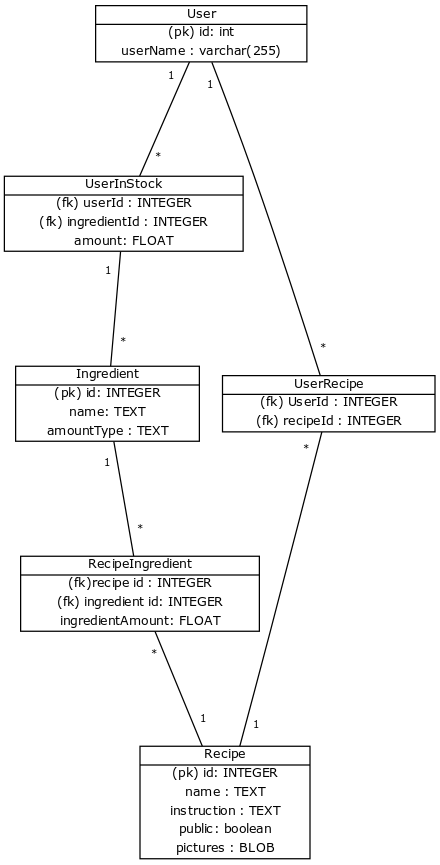 User
(pk) id: int
userName : varchar(255)
1
1
*
UserInStock
(fk) userId : INTEGER
(fk) ingredientId : INTEGER
amount: FLOAT
1
*
*
Ingredient
(pk) id: INTEGER
name: TEXT
amountType : TEXT
UserRecipe
(fk) UserId : INTEGER
(fk) recipeId : INTEGER
1
*
*
RecipeIngredient
(fk)recipe id : INTEGER
(fk) ingredient id: INTEGER
ingredientAmount: FLOAT
*
1
1
Recipe
(pk) id: INTEGER
name : TEXT
instruction : TEXT
public: boolean
pictures : BLOB